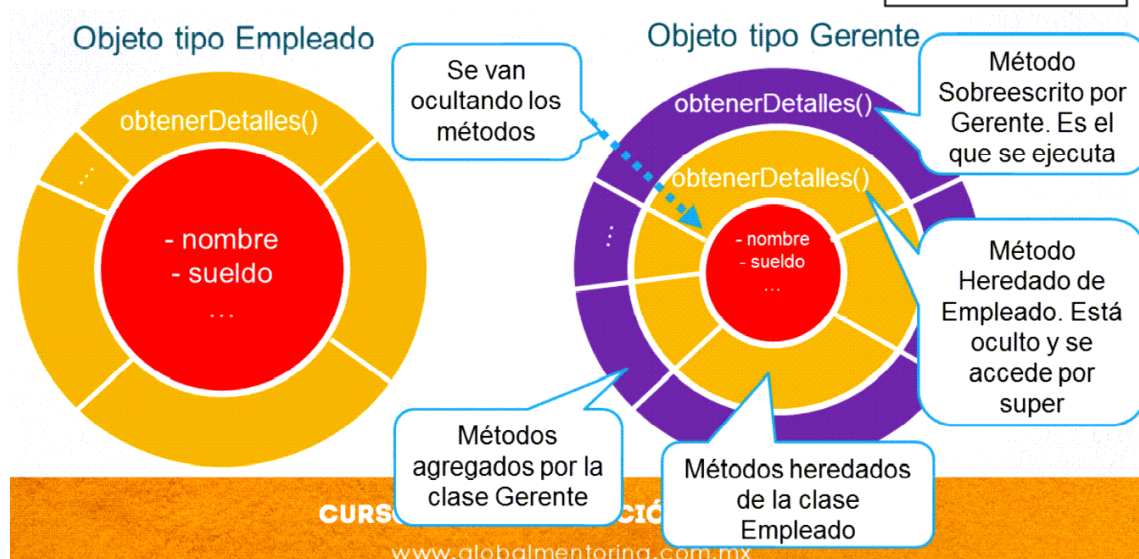 Objeto tipo Empleado
obtenerDetalles()
...
- nombre
- sueldo
...
Se van
ocultando los
métodos
Objeto tipo Gerente
obtenerDetalles()
obtenerDetalles()
...
- nombre
- sueldo
...
Método
Sobreescrito por
Gerente. Es el
que se ejecuta
Método
Heredado de
Empleado. Está
oculto y se
accede por
super
Métodos
agregados por la
clase Gerente
Métodos heredados
de la clase
Empleado
www.globalmentoring.com.mx